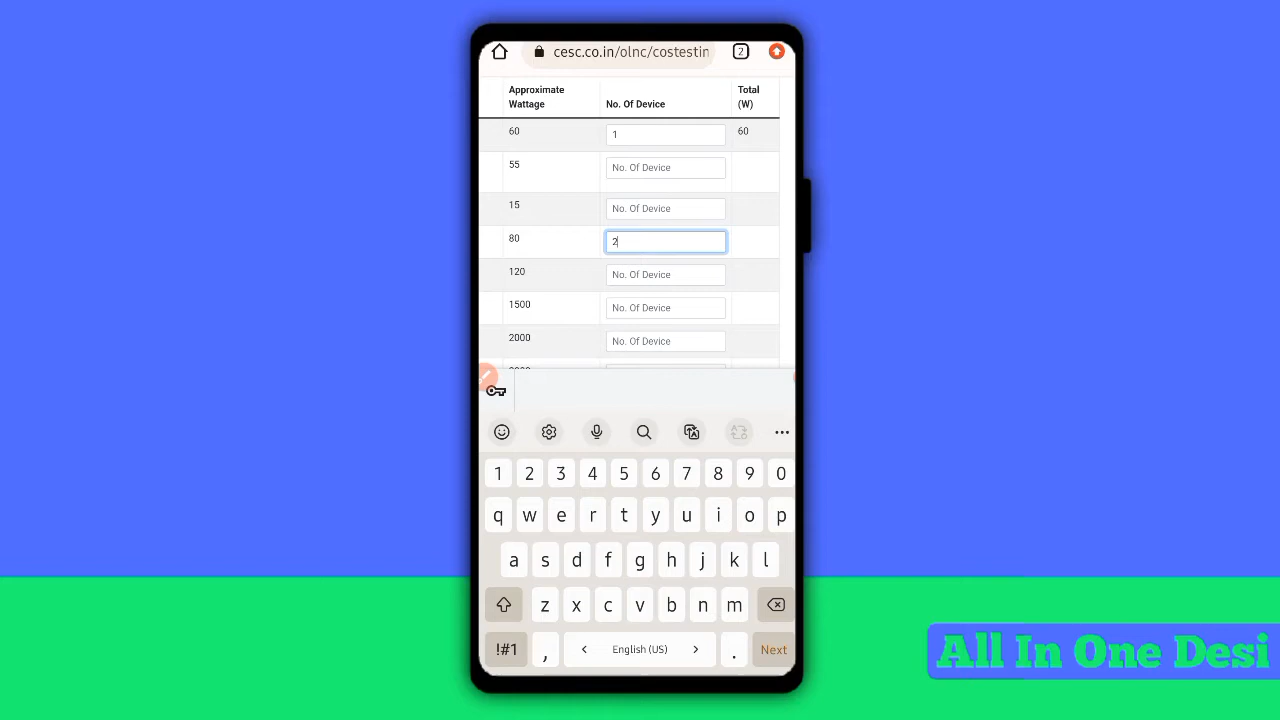 cesc.co.in/olnc/costestin
2
Approximate Wattage No. Of Device Total (W)
60 1 60
55 No. Of Device
15 No. Of Device
80 2
120 No. Of Device
1500 No. Of Device
2000 No. Of Device
1 2 3 4 5 6 7 8 9 0
q w e r t y u i o p
a s d f g h j k l
z x c v b n m
!#1 , < English (US) > . Next
All In One Desi